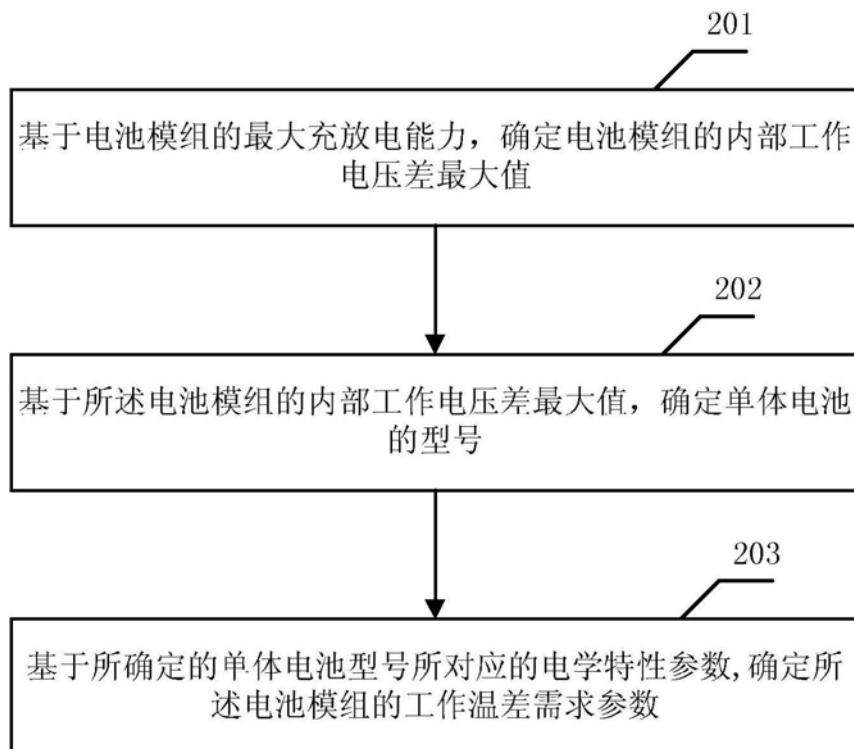 201
基于电池模组的最大充放电能力，确定电池模组的内部工作
电压差最大值
202
基于所述电池模组的内部工作电压差最大值，确定单体电池
的型号
203
基于所确定的单体电池型号所对应的电学特性参数,确定所
述电池模组的工作温差需求参数